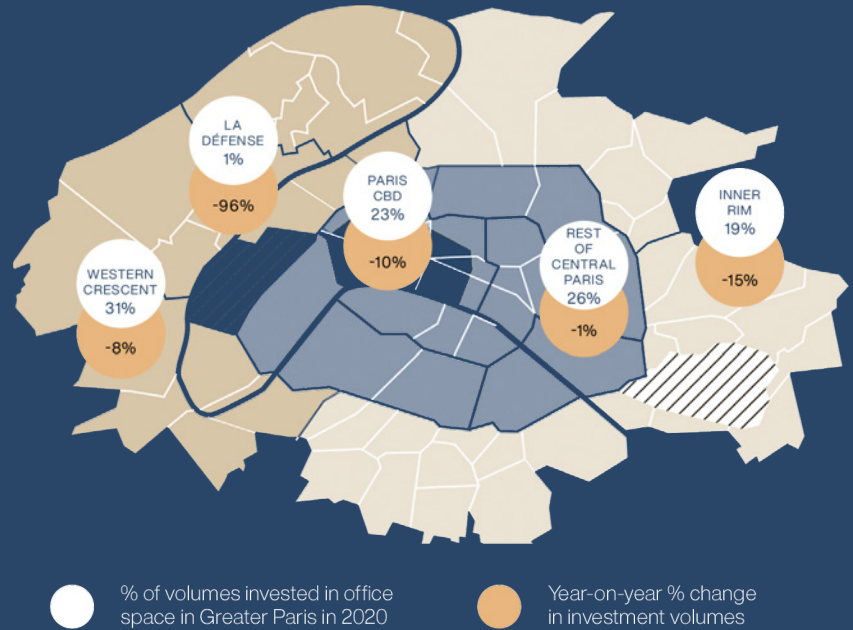 LA
DÉFENSE
1%
-96%
PARIS
CBD
23%
-10%
INNER
RIM
19%
-15%
REST
OF
CENTRAL
PARIS
26%
-1%
WESTERN
CRESCENT
31%
-8%
% of volumes invested in office
space in Greater Paris in 2020
Year-on-year % change
in investment volumes